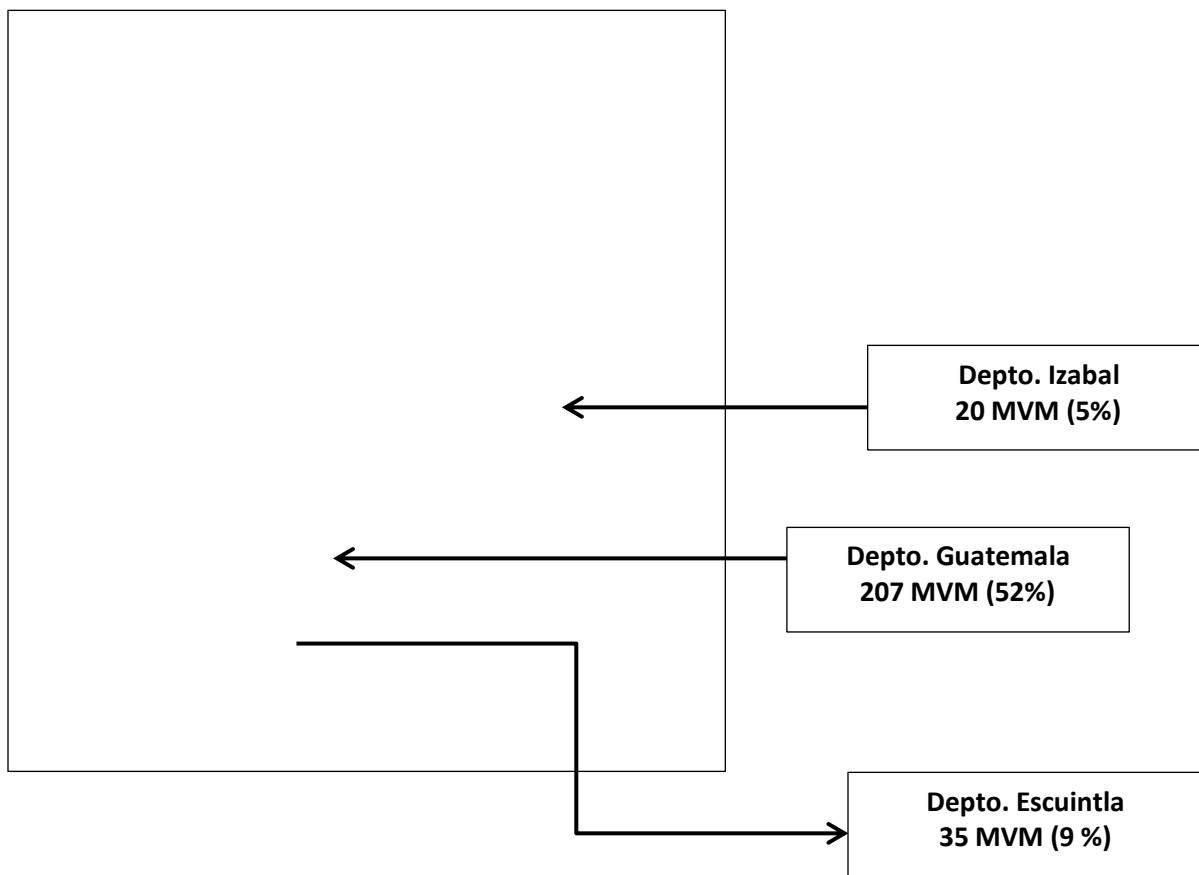 Depto. Izabal
20 MVM (5%)
Depto. Guatemala
207 MVM (52%)
Depto. Escuintla
35 MVM (9 %)